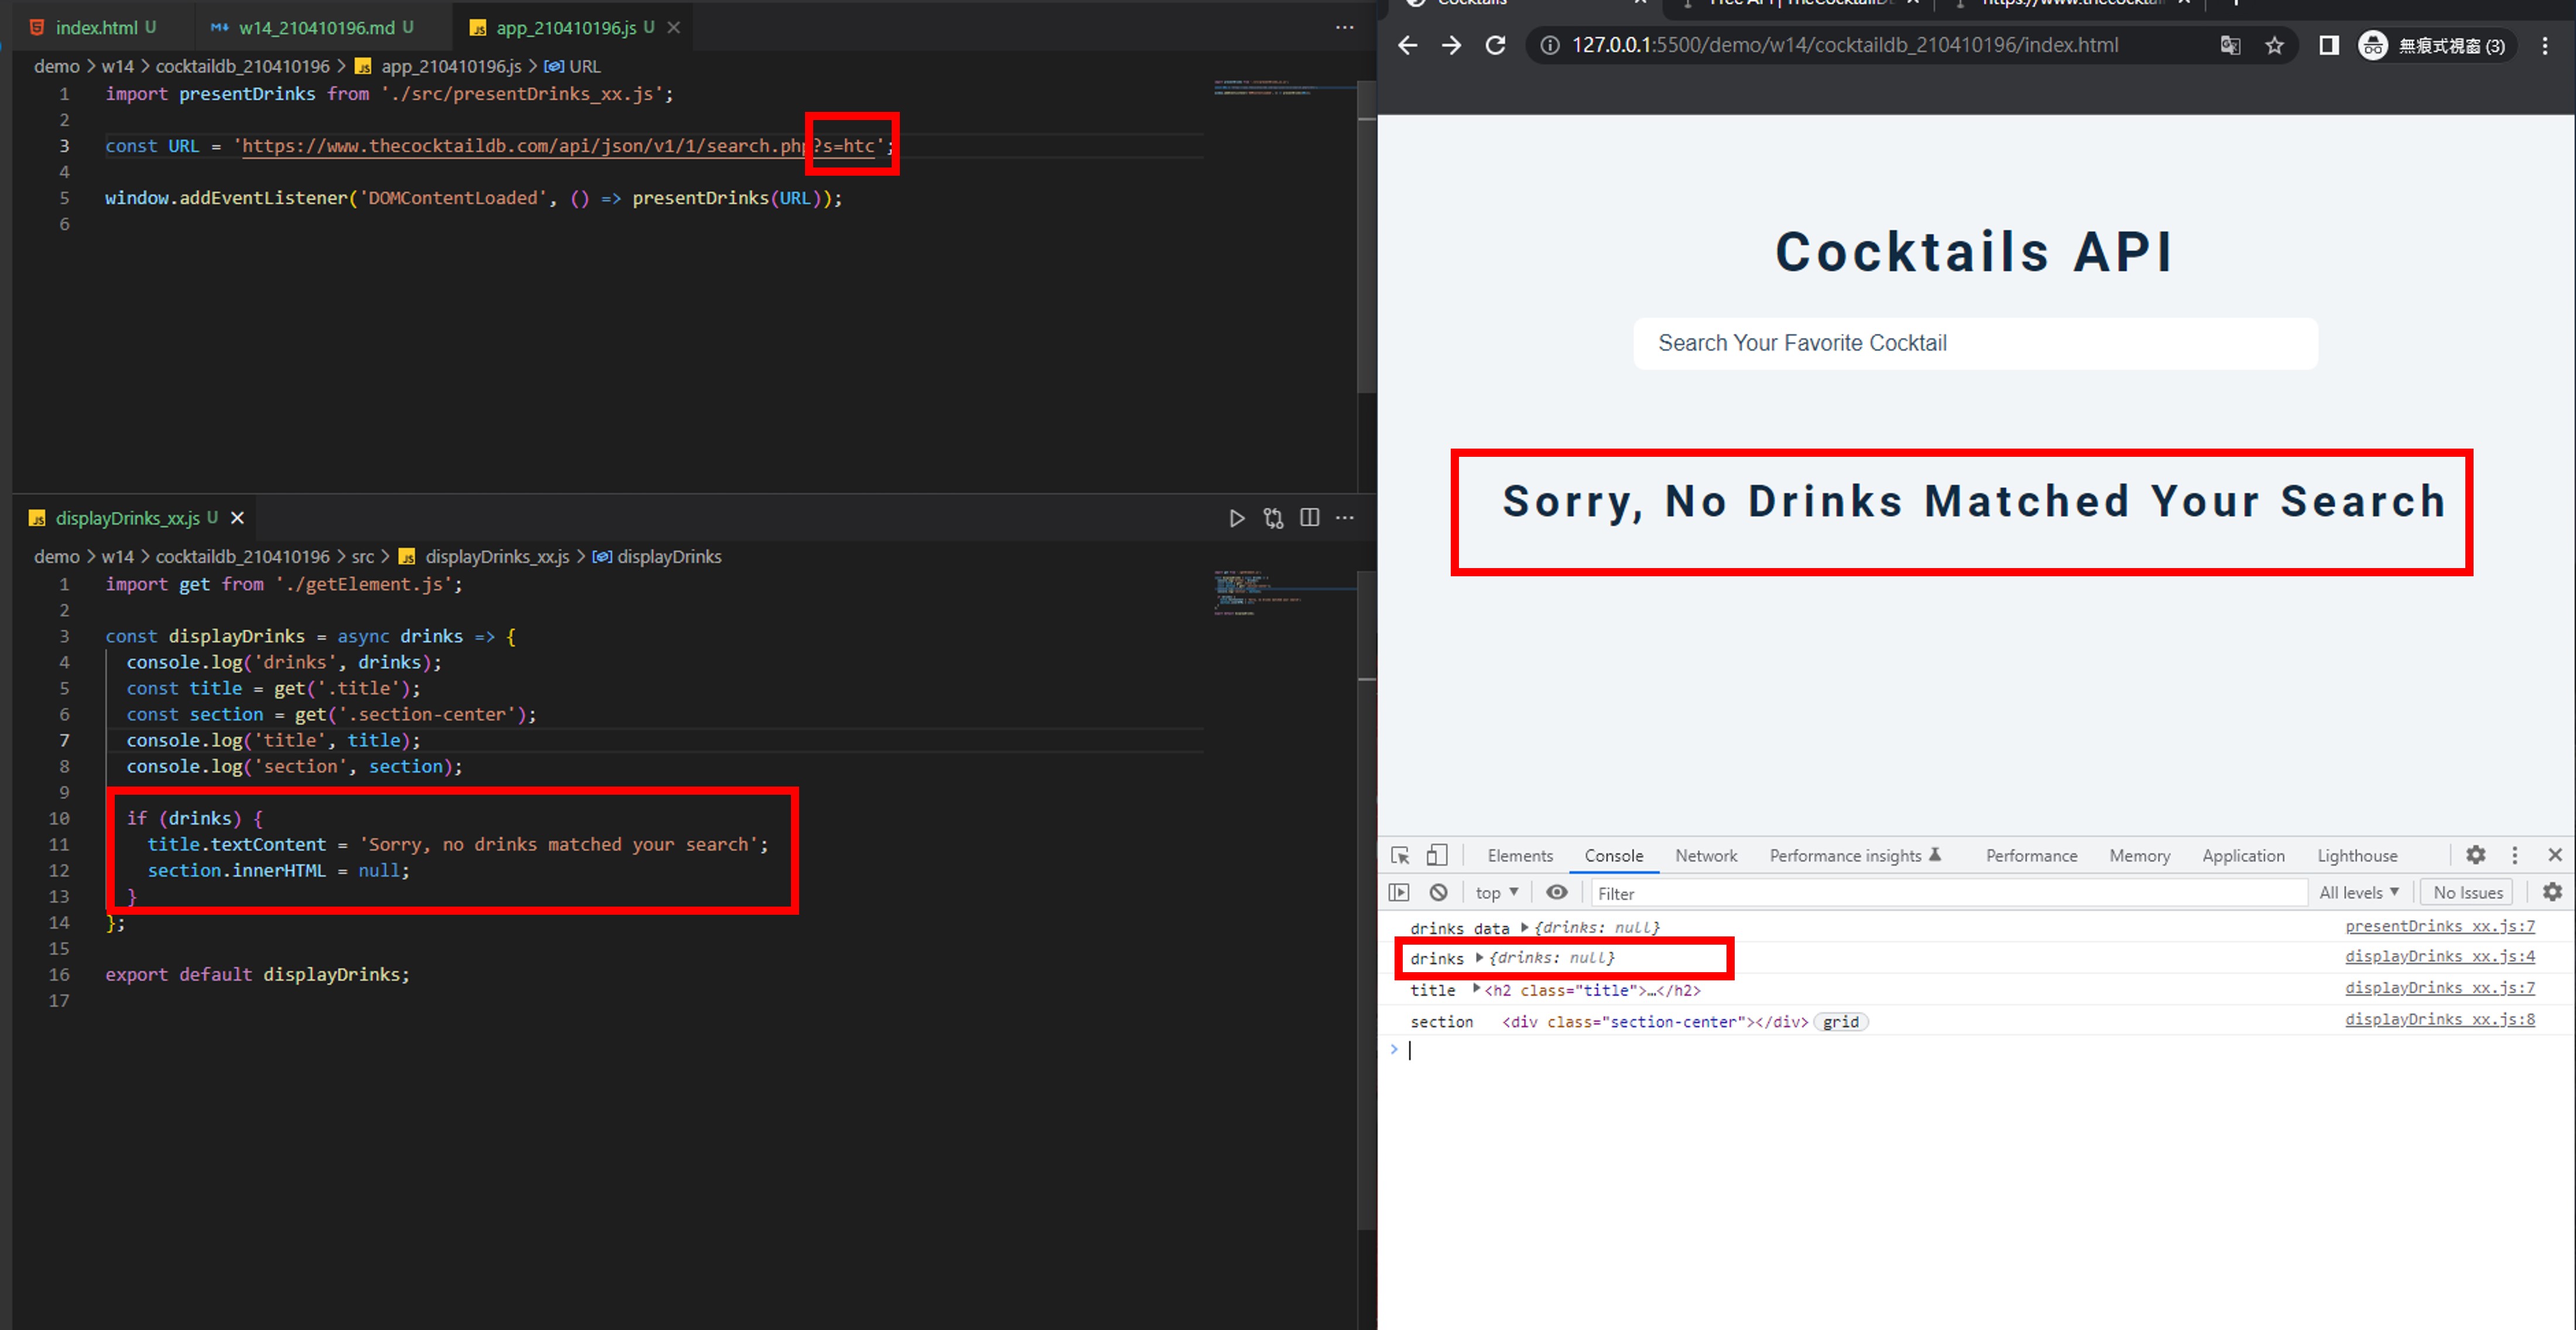 index.html U
w14_210410196.md U
app_210410196.js U
demo > w14 > cocktaildb_210410196 > app_210410196.js > URL
1 import presentDrinks from './src/presentDrinks_xx.js';
2
3 const URL = 'https://www.thecocktaildb.com/api/json/v1/1/search.php?s=htc';
4
5 window.addEventListener('DOMContentLoaded', () => presentDrinks(URL));
6
displayDrinks_xx.js U
demo > w14 > cocktaildb_210410196 > src > displayDrinks_xx.js > displayDrinks
1 import get from './getElement.js';
2
3 const displayDrinks = async drinks => {
4 console.log('drinks', drinks);
5 const title = get('.title');
6 const section = get('.section-center');
7 console.log('title', title);
8 console.log('section', section);
9
10 if (drinks) {
11 title.textContent = 'Sorry, no drinks matched your search';
12 section.innerHTML = null;
13 }
14 };
15
16 export default displayDrinks;
17
Cocktails
127.0.0.1:5500/demo/w14/cocktaildb_210410196/index.html
無痕式視窗 (3)
Cocktails API
Search Your Favorite Cocktail
Sorry, No Drinks Matched Your Search
Elements Console Network Performance insights Performance Memory Application Lighthouse
top Filter All levels No Issues
drinks data {drinks: null} presentDrinks_xx.js:7
drinks {drinks: null} displayDrinks_xx.js:4
title <h2 class="title">…</h2> displayDrinks_xx.js:7
section <div class="section-center"></div> grid displayDrinks_xx.js:8
>